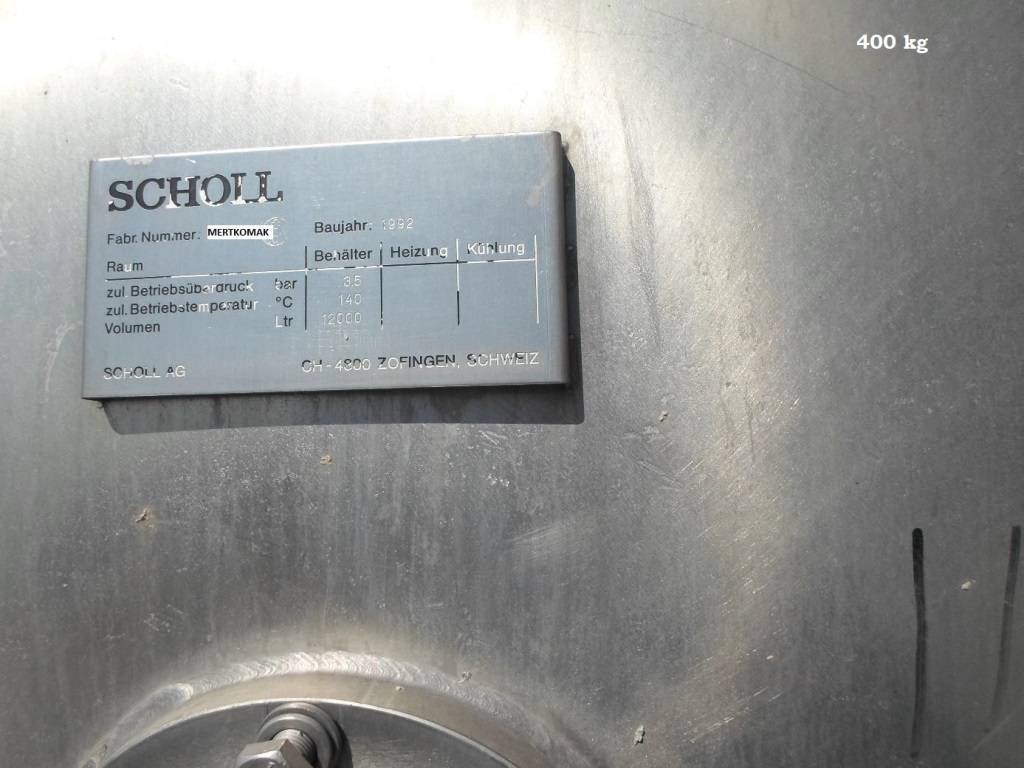 400 kg
SCHOLL
Fabr. Nummer: MERTKOMAK Baujahr: 1992
Raum Behälter Heizung Kühlung
zul. Betriebsüberdruck bar 3.5
zul. Betriebstemperatur °C 140
Volumen Ltr 12000
SCHOLL AG CH-4800 ZOFINGEN, SCHWEIZ